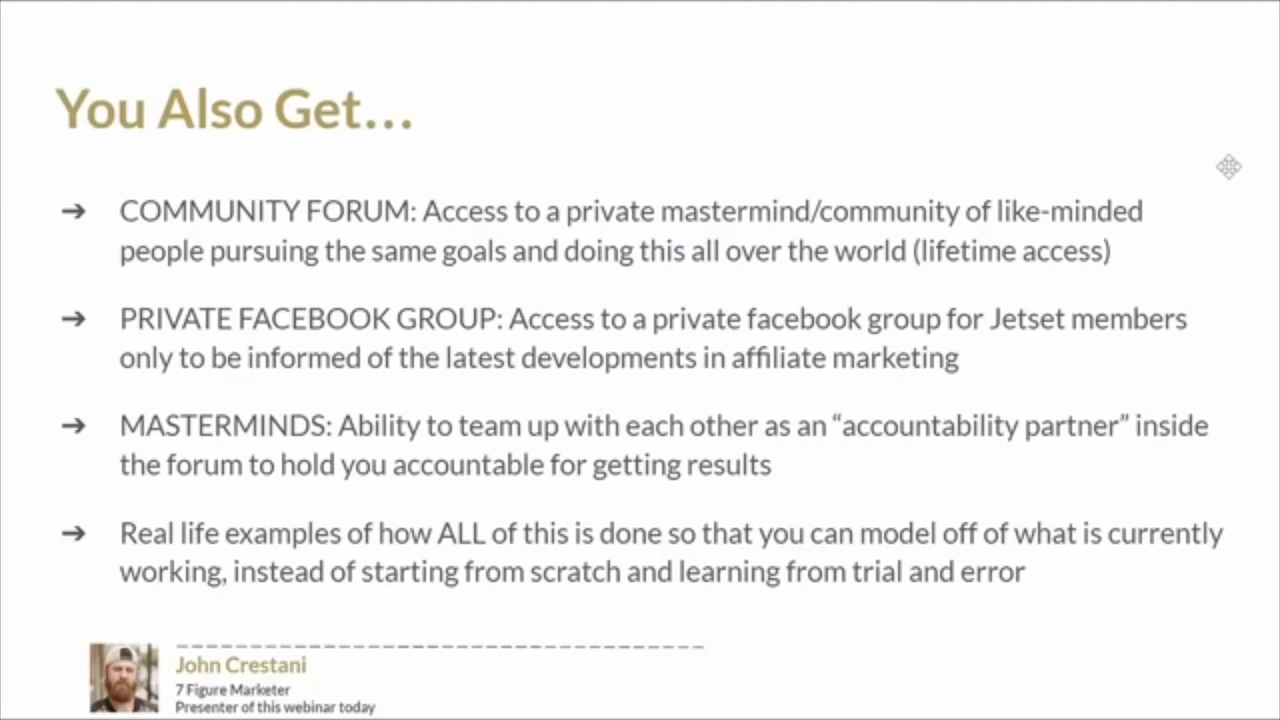 You Also Get...
➔ COMMUNITY FORUM: Access to a private mastermind/community of like-minded
people pursuing the same goals and doing this all over the world (lifetime access)
➔ PRIVATE FACEBOOK GROUP: Access to a private facebook group for Jetset members
only to be informed of the latest developments in affiliate marketing
➔ MASTERMINDS: Ability to team up with each other as an “accountability partner” inside
the forum to hold you accountable for getting results
➔ Real life examples of how ALL of this is done so that you can model off of what is currently
working, instead of starting from scratch and learning from trial and error
John Crestani
7 Figure Marketer
Presenter of this webinar today